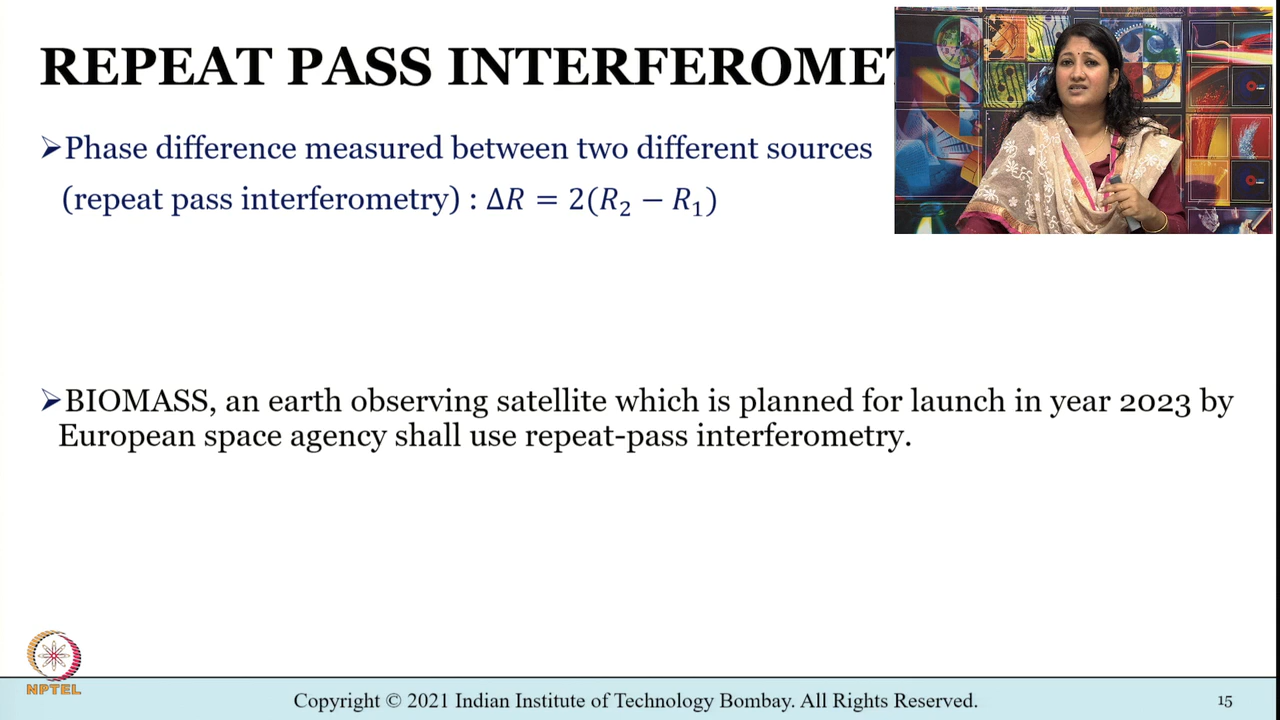 REPEAT PASS INTERFEROMET
➢Phase difference measured between two different sources
(repeat pass interferometry) : ΔR = 2(R₂ − R₁)
➢BIOMASS, an earth observing satellite which is planned for launch in year 2023 by
European space agency shall use repeat-pass interferometry.
NPTEL
Copyright © 2021 Indian Institute of Technology Bombay. All Rights Reserved.
15